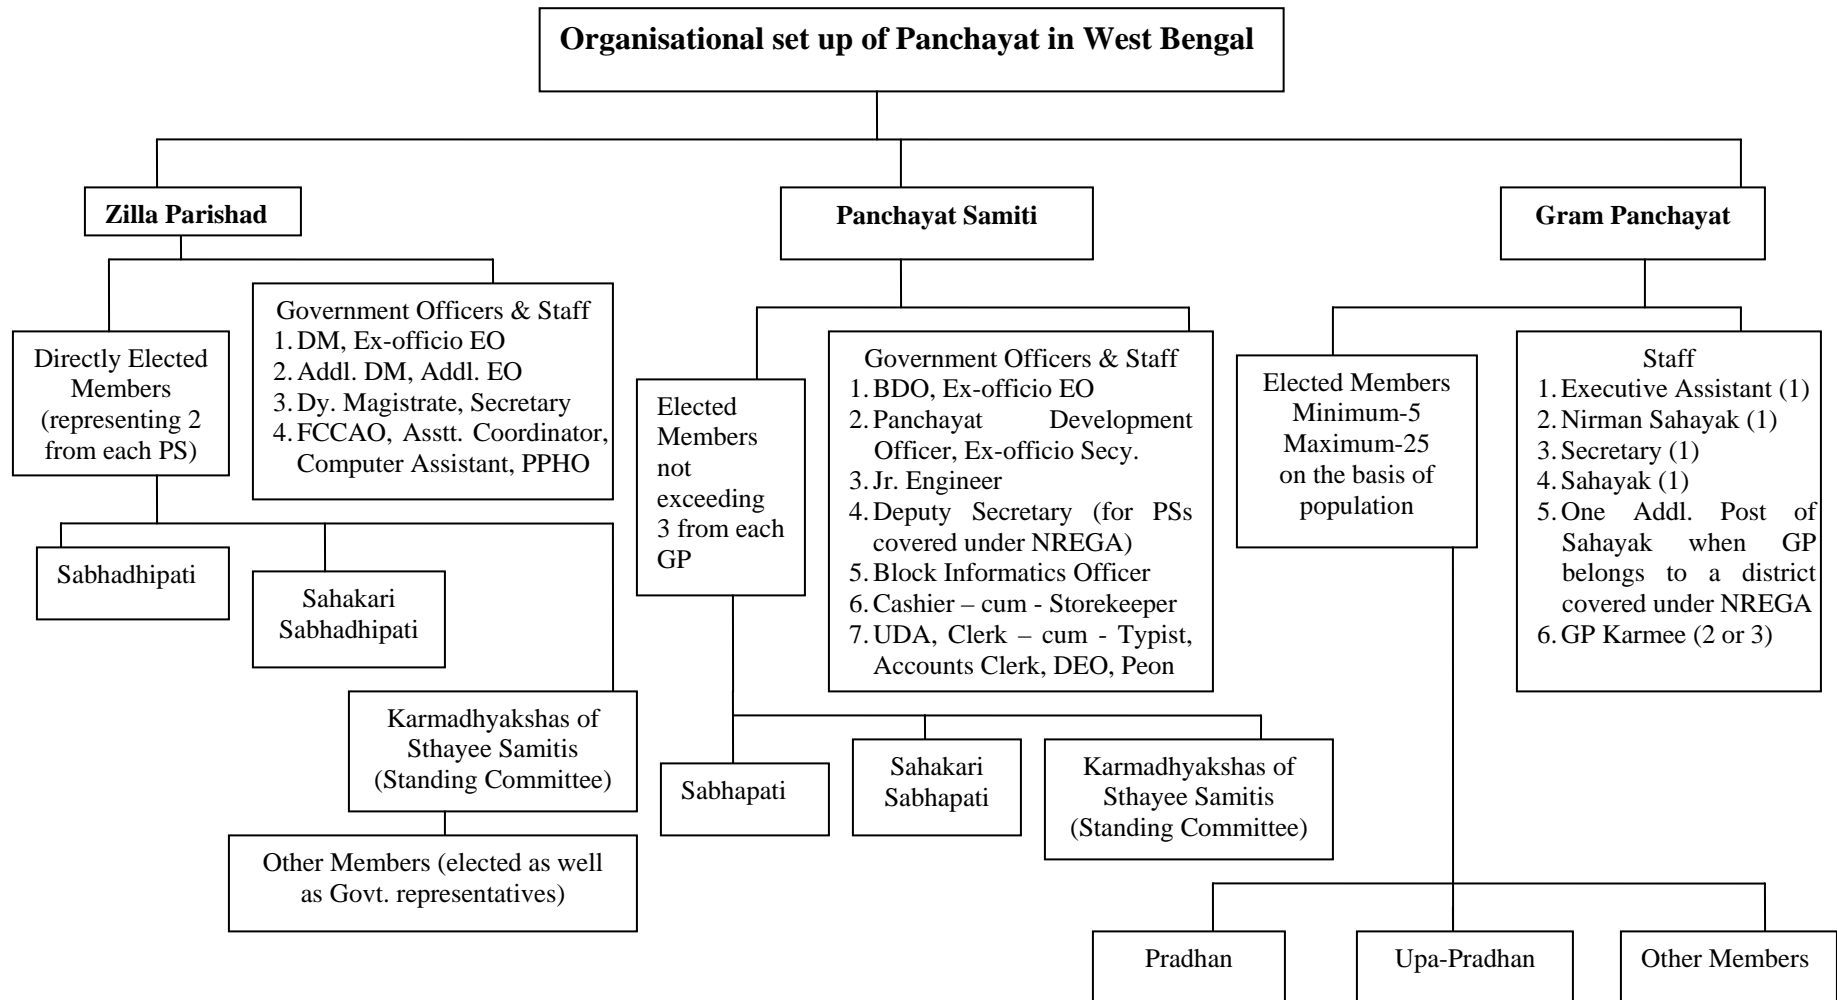 Organisational set up of Panchayat in West Bengal
Zilla Parishad
Panchayat Samiti
Gram Panchayat
Directly Elected
Members
(representing 2
from each PS)
Government Officers & Staff
1. DM, Ex-officio EO
2. Addl. DM, Addl. EO
3. Dy. Magistrate, Secretary
4. FCCAO, Asstt. Coordinator,
Computer Assistant, PPHO
Sabhadhipati
Sahakari
Sabhadhipati
Karmadhyakshas of
Sthayee Samitis
(Standing Committee)
Other Members (elected as well
as Govt. representatives)
Elected
Members
not
exceeding
3 from each
GP
Government Officers & Staff
1. BDO, Ex-officio EO
2. Panchayat Development
Officer, Ex-officio Secy.
3. Jr. Engineer
4. Deputy Secretary (for PSs
covered under NREGA)
5. Block Informatics Officer
6. Cashier – cum - Storekeeper
7. UDA, Clerk – cum - Typist,
Accounts Clerk, DEO, Peon
Sabhapati
Sahakari
Sabhapati
Karmadhyakshas of
Sthayee Samitis
(Standing Committee)
Elected Members
Minimum-5
Maximum-25
on the basis of
population
Staff
1. Executive Assistant (1)
2. Nirman Sahayak (1)
3. Secretary (1)
4. Sahayak (1)
5. One Addl. Post of
Sahayak when GP
belongs to a district
covered under NREGA
6. GP Karmee (2 or 3)
Pradhan
Upa-Pradhan
Other Members